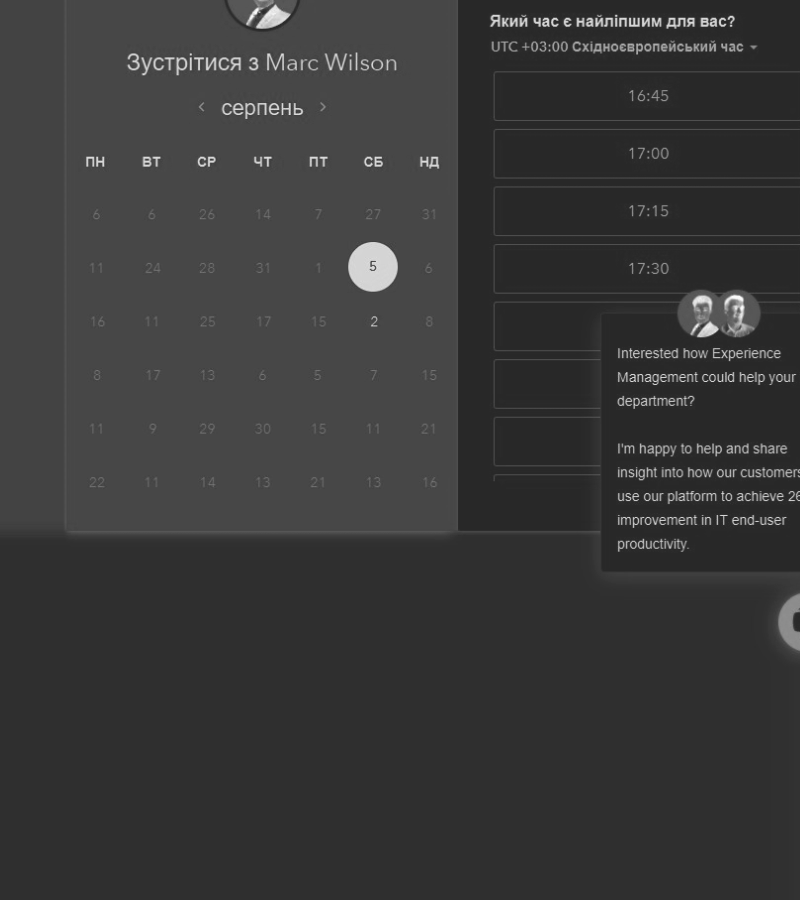 Зустрітися з Marc Wilson
серпень
ПН ВТ СР ЧТ ПТ СБ НД
6 6 26 14 7 27 31
11 24 28 31 1 5 6
16 11 25 17 15 2 8
8 17 13 6 5 7 15
11 9 29 30 15 11 21
22 11 14 13 21 13 16
Який час є найліпшим для вас?
UTC +03:00 Східноєвропейський час
16:45
17:00
17:15
17:30
Interested how Experience
Management could help your
department?
I'm happy to help and share
insight into how our customers
use our platform to achieve 26
improvement in IT end-user
productivity.